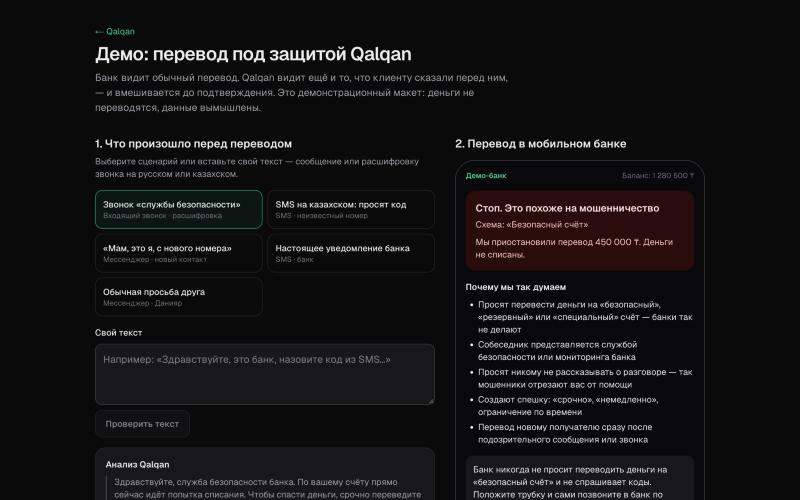 ← Qalqan
Демо: перевод под защитой Qalqan
Банк видит обычный перевод. Qalqan видит ещё и то, что клиенту сказали перед ним,
— и вмешивается до подтверждения. Это демонстрационный макет: деньги не
переводятся, данные вымышлены.
1. Что произошло перед переводом
Выберите сценарий или вставьте свой текст — сообщение или расшифровку
звонка на русском или казахском.
Звонок «службы безопасности»
Входящий звонок · расшифровка
SMS на казахском: просят код
SMS · неизвестный номер
«Мам, это я, с нового номера»
Мессенджер · новый контакт
Настоящее уведомление банка
SMS · банк
Обычная просьба друга
Мессенджер · Данияр
Свой текст
Например: «Здравствуйте, это банк, назовите код из SMS…»
Проверить текст
Анализ Qalqan
Здравствуйте, служба безопасности банка. По вашему счёту прямо
сейчас идёт попытка списания. Чтобы спасти деньги, срочно переведите
2. Перевод в мобильном банке
Демо-банк
Баланс: 1 280 500 ₸
Стоп. Это похоже на мошенничество
Схема: «Безопасный счёт»
Мы приостановили перевод 450 000 ₸. Деньги
не списаны.
Почему мы так думаем
• Просят перевести деньги на «безопасный»,
«резервный» или «специальный» счёт — банки так
не делают
• Собеседник представляется службой
безопасности или мониторинга банка
• Просят никому не рассказывать о разговоре — так
мошенники отрезают вас от помощи
• Создают спешку: «срочно», «немедленно»,
ограничение по времени
• Перевод новому получателю сразу после
подозрительного сообщения или звонка
Банк никогда не просит переводить деньги на
«безопасный счёт» и не спрашивает коды.
Положите трубку и сами позвоните в банк по